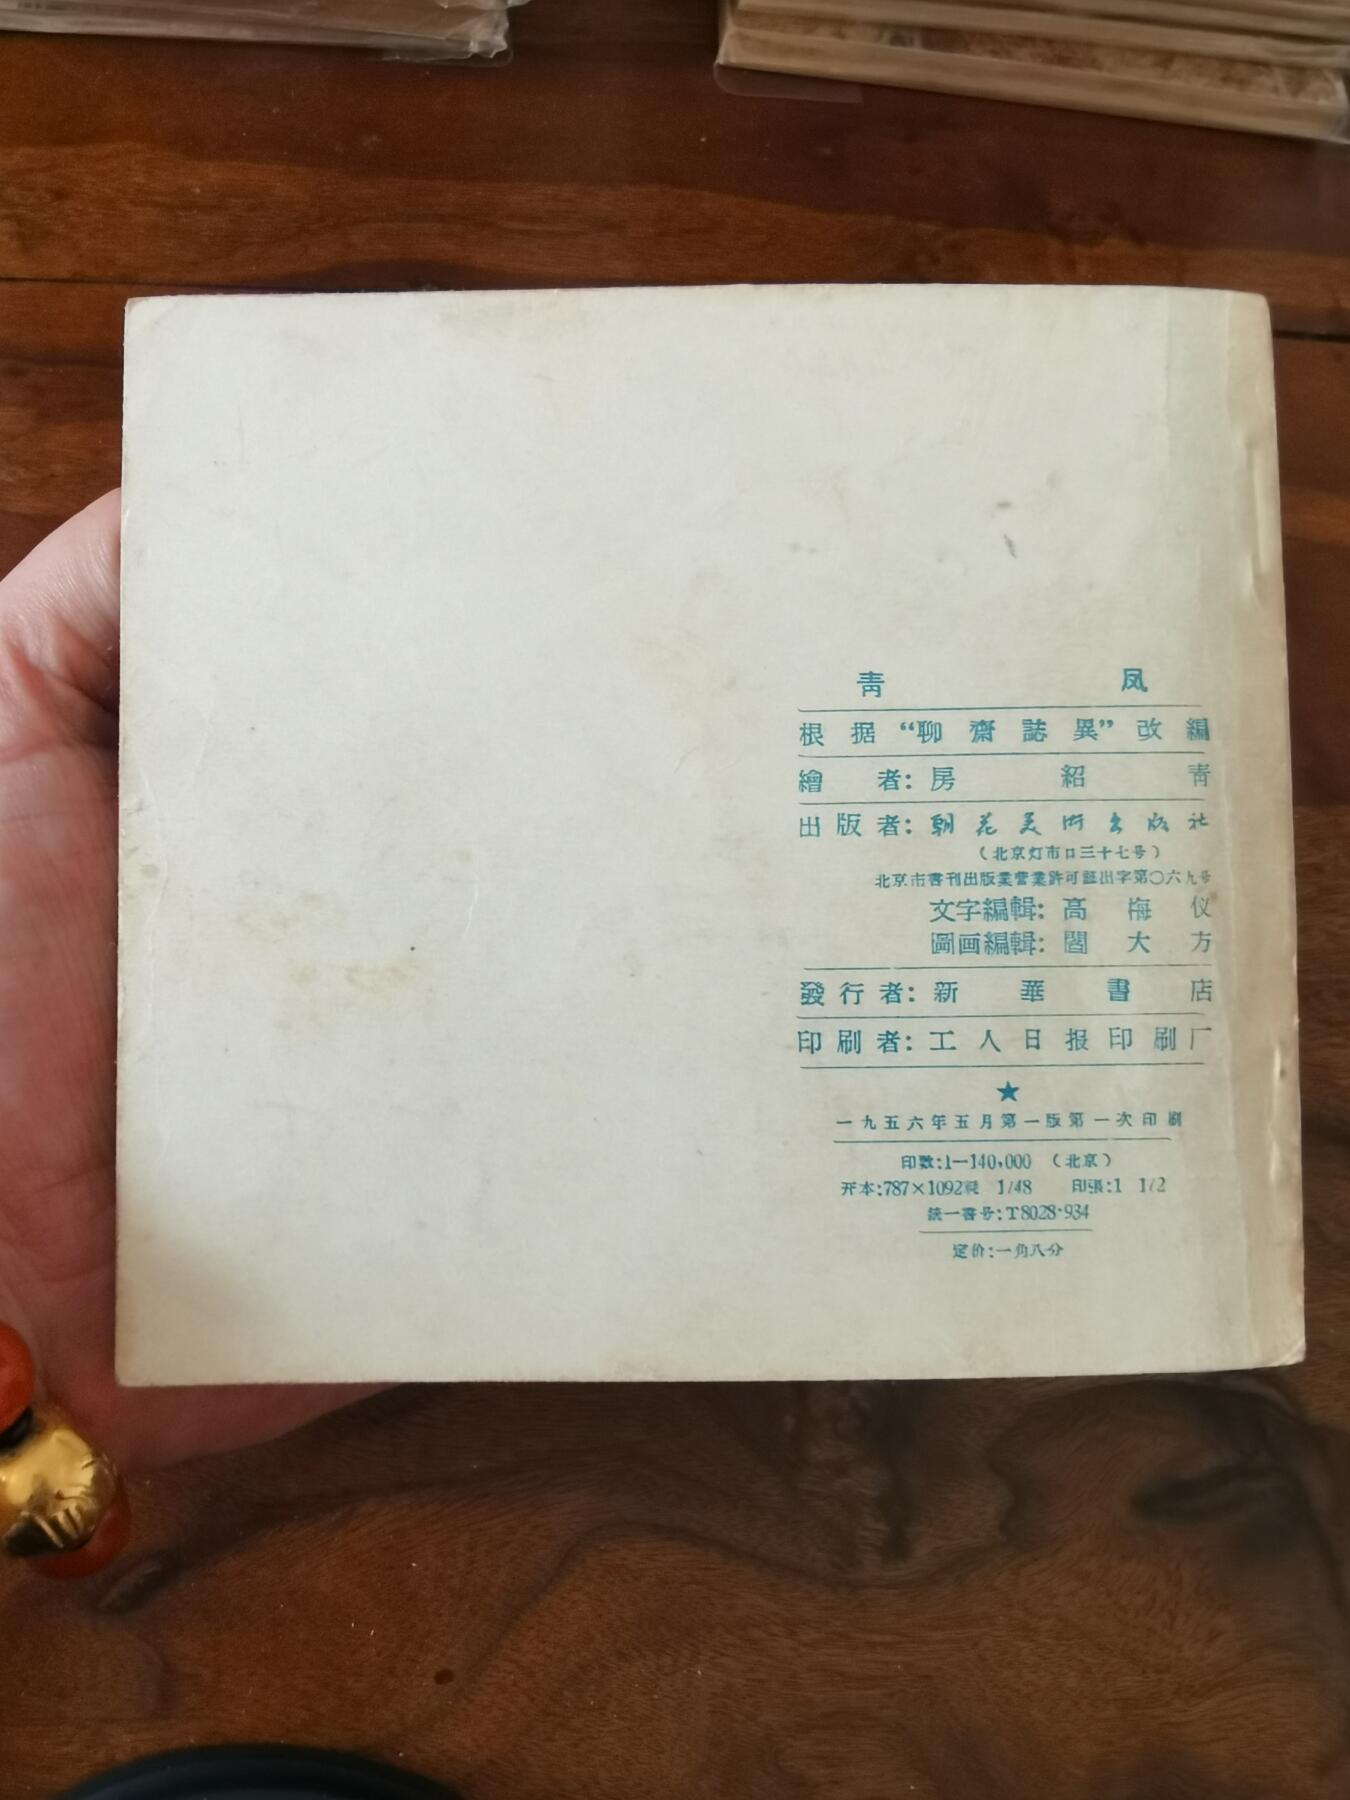 靑凤
根据“聊齋誌異”改編
繪者：房紹靑
出版者：朝花美術出版社
（北京灯市口三十七号）
北京市書刊出版業营業許可証出字第〇六九号
文字編輯：高梅仪
圖画編輯：閻大方
發行者：新華書店
印刷者：工人日报印刷厂
★
一九五六年五月第一版第一次印刷
印数：1—140,000 （北京）
开本：787×1092耗 1/48 印張：1 1/2
統一書号：T8028·934
定价：一角八分